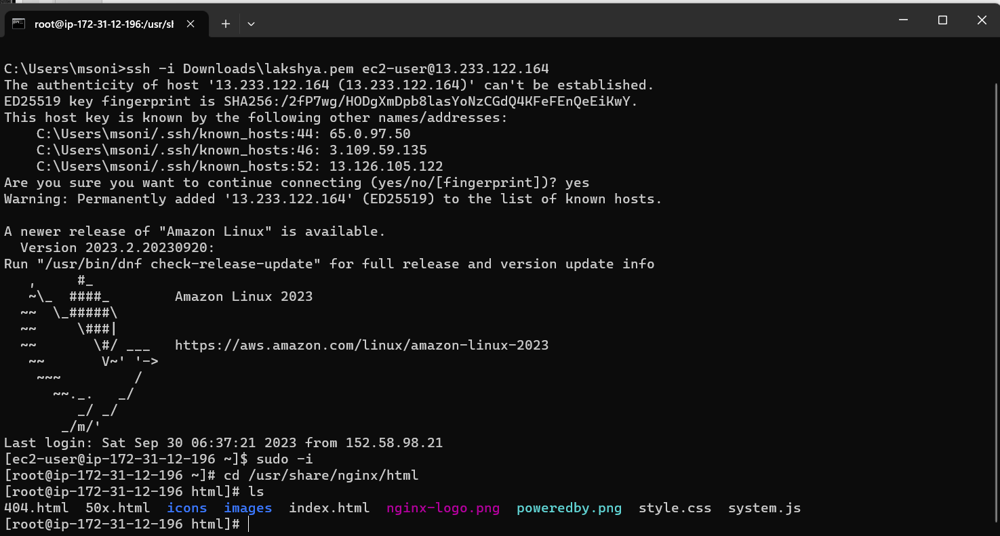 root@ip-172-31-12-196:/usr/sh
C:\Users\msoni>ssh -i Downloads\lakshya.pem ec2-user@13.233.122.164
The authenticity of host '13.233.122.164 (13.233.122.164)' can't be established.
ED25519 key fingerprint is SHA256:/2fP7wg/HODgXmDpb8lasYoNzCGdQ4KFeFEnQeEiKwY.
This host key is known by the following other names/addresses:
    C:\Users\msoni/.ssh/known_hosts:44: 65.0.97.50
    C:\Users\msoni/.ssh/known_hosts:46: 3.109.59.135
    C:\Users\msoni/.ssh/known_hosts:52: 13.126.105.122
Are you sure you want to continue connecting (yes/no/[fingerprint])? yes
Warning: Permanently added '13.233.122.164' (ED25519) to the list of known hosts.
A newer release of "Amazon Linux" is available.
  Version 2023.2.20230920:
Run "/usr/bin/dnf check-release-update" for full release and version update info
   ,     #_
   ~\_  ####_        Amazon Linux 2023
  ~~  \_#####\
  ~~     \###|
  ~~       \#/ ___   https://aws.amazon.com/linux/amazon-linux-2023
   ~~       V~' '->
    ~~~         /
      ~~._.   _/
         _/ _/
       _/m/'
Last login: Sat Sep 30 06:37:21 2023 from 152.58.98.21
[ec2-user@ip-172-31-12-196 ~]$ sudo -i
[root@ip-172-31-12-196 ~]# cd /usr/share/nginx/html
[root@ip-172-31-12-196 html]# ls
404.html  50x.html  icons  images  index.html  nginx-logo.png  poweredby.png  style.css  system.js
[root@ip-172-31-12-196 html]#